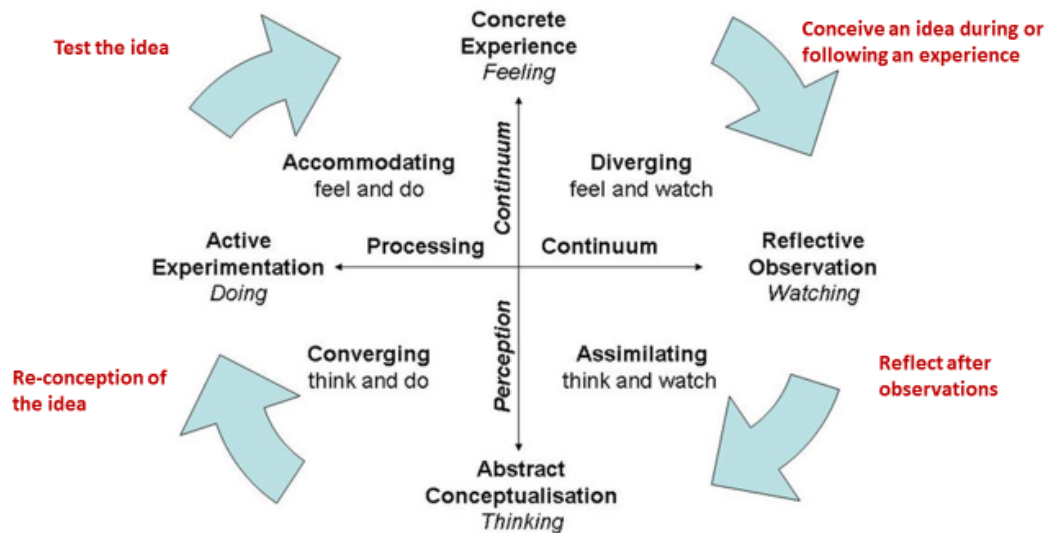 Test the idea
Concrete
Experience
Feeling
Conceive an idea during or
following an experience
Accommodating
feel and do
Continuum
Diverging
feel and watch
Active
Experimentation
Doing
Processing
Continuum
Reflective
Observation
Watching
Re-conception of
the idea
Converging
think and do
Perception
Assimilating
think and watch
Reflect after
observations
Abstract
Conceptualisation
Thinking